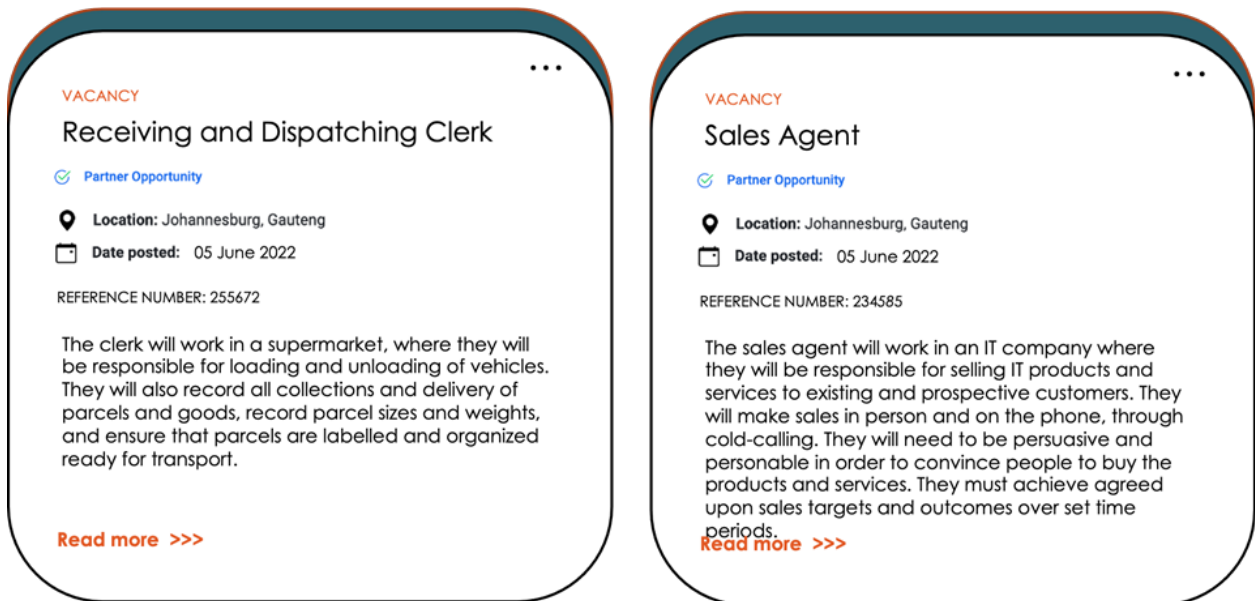 ...
VACANCY
Receiving and Dispatching Clerk
Partner Opportunity
Location: Johannesburg, Gauteng
Date posted: 05 June 2022
REFERENCE NUMBER: 255672
The clerk will work in a supermarket, where they will
be responsible for loading and unloading of vehicles.
They will also record all collections and delivery of
parcels and goods, record parcel sizes and weights,
and ensure that parcels are labelled and organized
ready for transport.
Read more >>>
...
VACANCY
Sales Agent
Partner Opportunity
Location: Johannesburg, Gauteng
Date posted: 05 June 2022
REFERENCE NUMBER: 234585
The sales agent will work in an IT company where
they will be responsible for selling IT products and
services to existing and prospective customers. They
will make sales in person and on the phone, through
cold-calling. They will need to be persuasive and
personable in order to convince people to buy the
products and services. They must achieve agreed
upon sales targets and outcomes over set time
periods.
Read more >>>